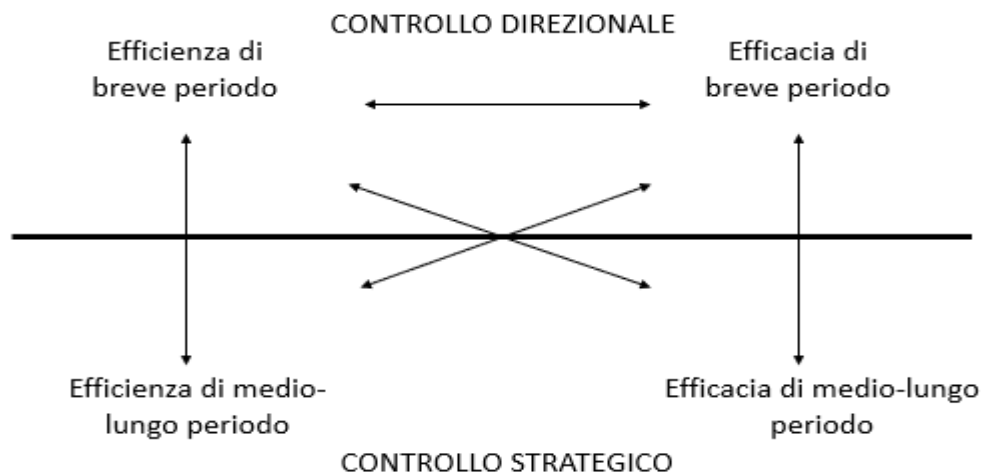 CONTROLLO DIREZIONALE
Efficienza di
breve periodo
Efficacia di
breve periodo
Efficienza di medio-
lungo periodo
Efficacia di medio-lungo
periodo
CONTROLLO STRATEGICO